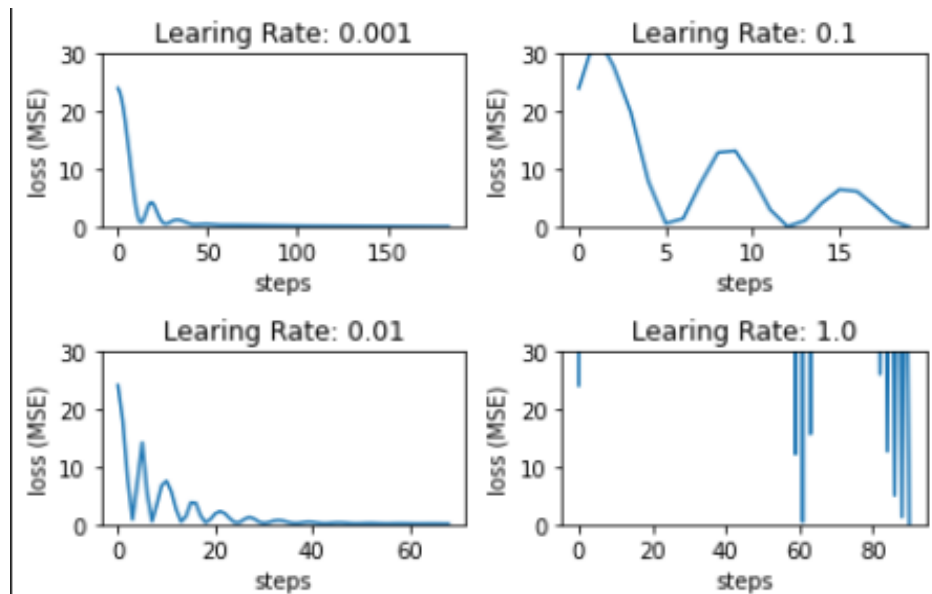 Learing Rate: 0.001
30
20
10
0
loss (MSE)
0 50 100 150
steps
Learing Rate: 0.1
30
20
10
0
loss (MSE)
0 5 10 15
steps
Learing Rate: 0.01
30
20
10
0
loss (MSE)
0 20 40 60
steps
Learing Rate: 1.0
30
20
10
0
loss (MSE)
0 20 40 60 80
steps